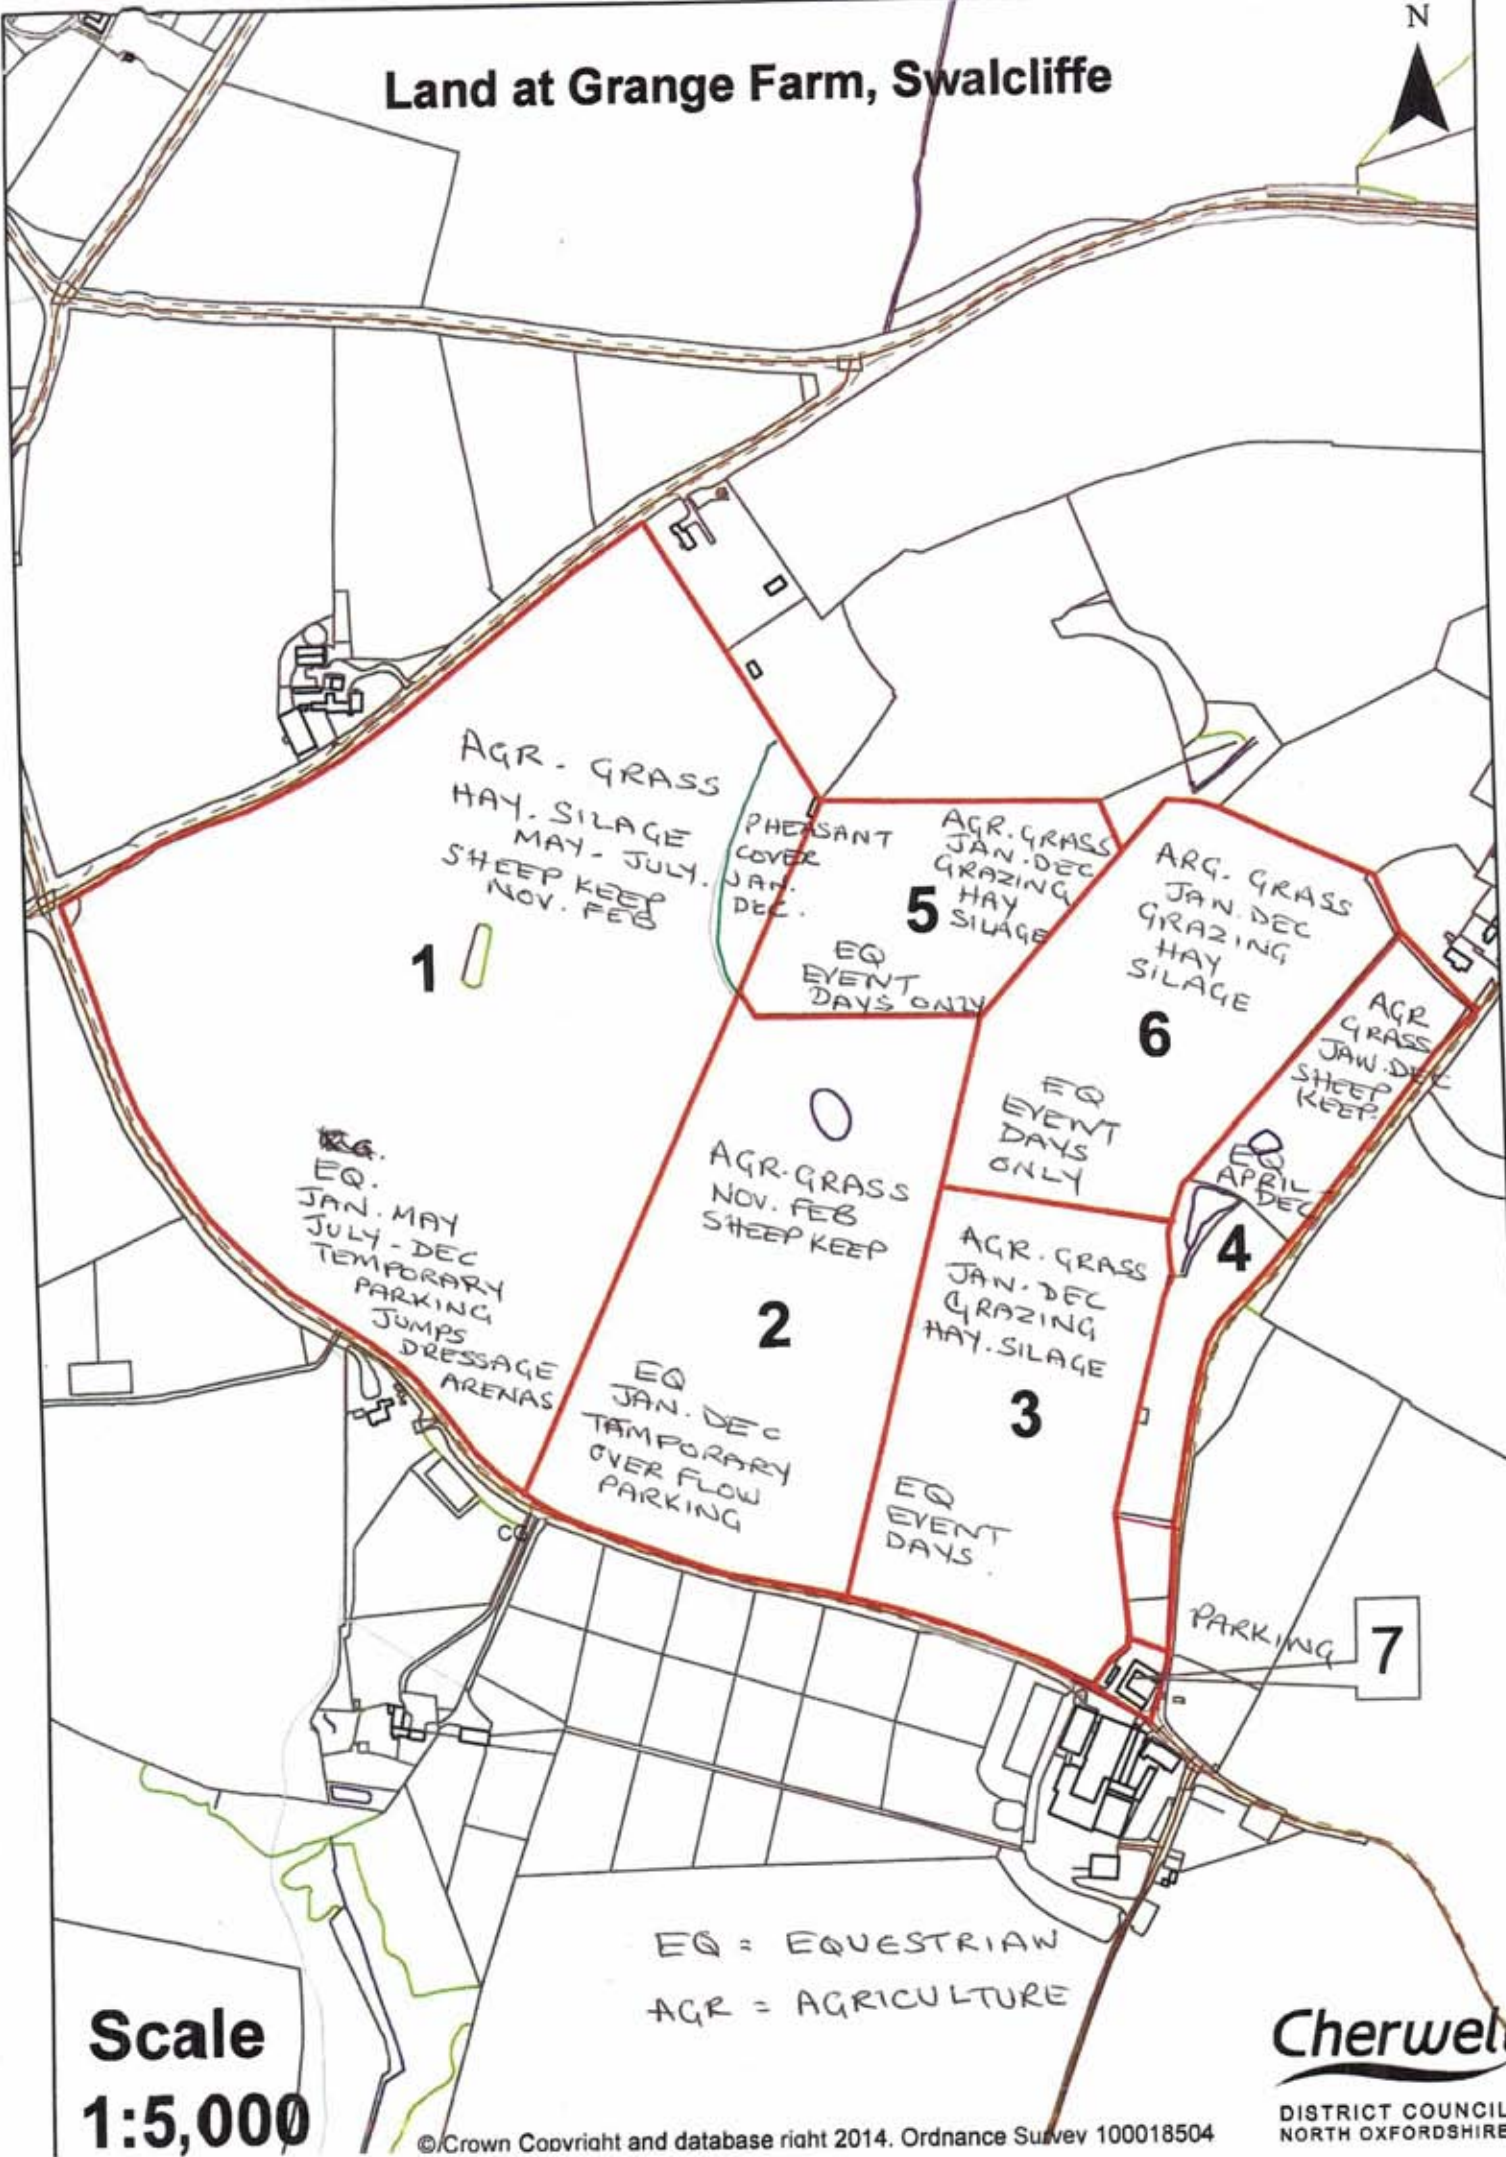 N
Land at Grange Farm, Swalcliffe
AGR. GRASS
HAY. SILAGE
MAY - JULY.
SHEEP KEEP
NOV. FEB
1
PHEASANT
COVER
JAN.
DEC.
AGR. GRASS
JAN. DEC
GRAZING
HAY
SILAGE
5
EQ
EVENT
DAYS ONLY
ARG. GRASS
JAN. DEC
GRAZING
HAY
SILAGE
6
EQ
EVENT
DAYS
ONLY
AGR
GRASS
JAN. DEC
SHEEP
KEEP.
EQ
APRIL -
DEC
4
EQ.
JAN. MAY
JULY - DEC
TEMPORARY
PARKING
JUMPS
DRESSAGE
ARENAS
AGR. GRASS
NOV. FEB
SHEEP KEEP
2
EQ
JAN. DEC
TAMPORARY
OVER FLOW
PARKING
AGR. GRASS
JAN. DEC
GRAZING
HAY. SILAGE
3
EQ
EVENT
DAYS.
CG
PARKING
7
EQ = EQUESTRIAN
AGR = AGRICULTURE
Scale
1:5,000
© Crown Copyright and database right 2014. Ordnance Survey 100018504
Cherwell
DISTRICT COUNCIL
NORTH OXFORDSHIRE